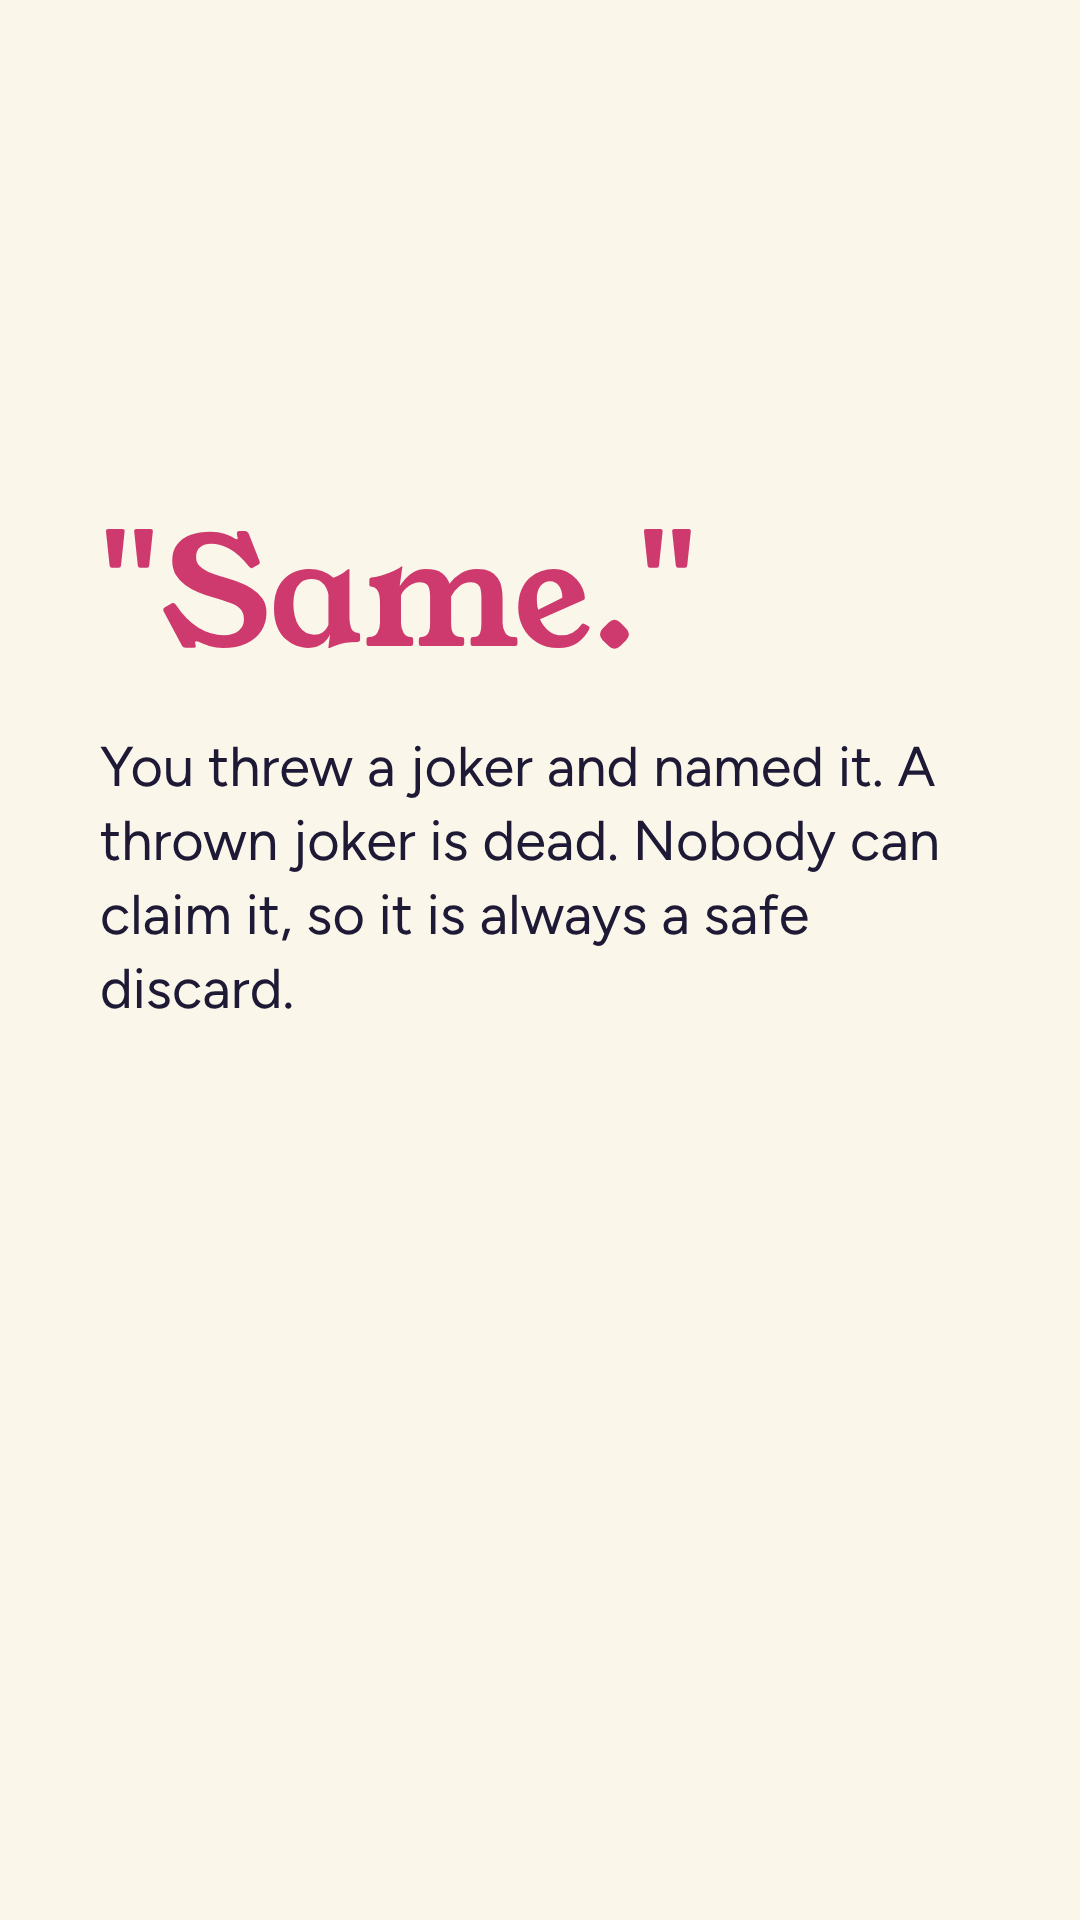 "Same."
You threw a joker and named it. A
thrown joker is dead. Nobody can
claim it, so it is always a safe
discard.